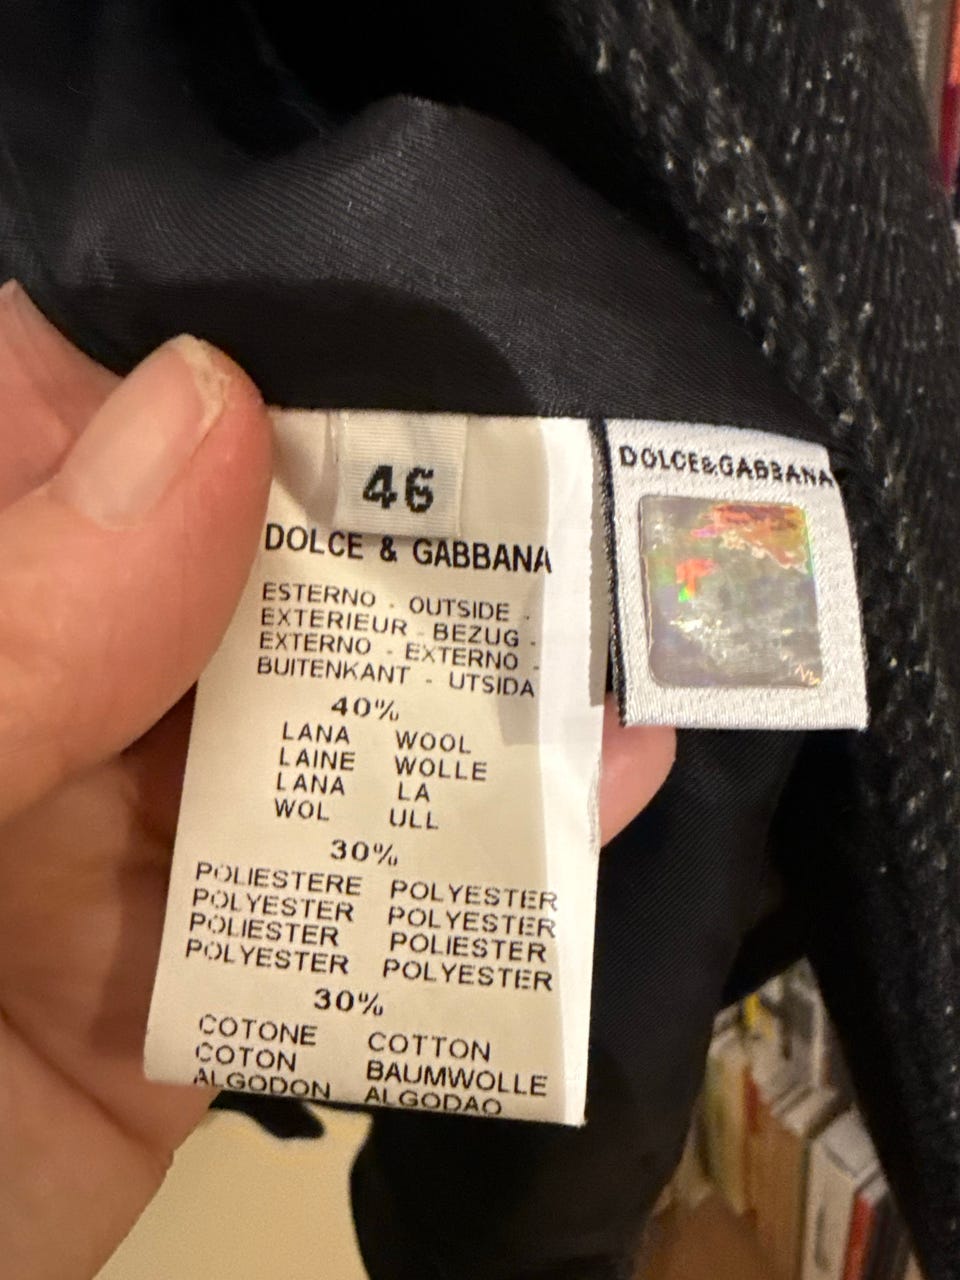 46
DOLCE & GABBANA
ESTERNO - OUTSIDE -
EXTERIEUR - BEZUG -
EXTERNO - EXTERNO -
BUITENKANT - UTSIDA
40%
LANA WOOL
LAINE WOLLE
LANA LA
WOL ULL
30%
POLIESTERE POLYESTER
POLYESTER POLYESTER
POLIESTER POLIESTER
POLYESTER POLYESTER
30%
COTONE COTTON
COTON BAUMWOLLE
ALGODON ALGODAO
DOLCE&GABBANA